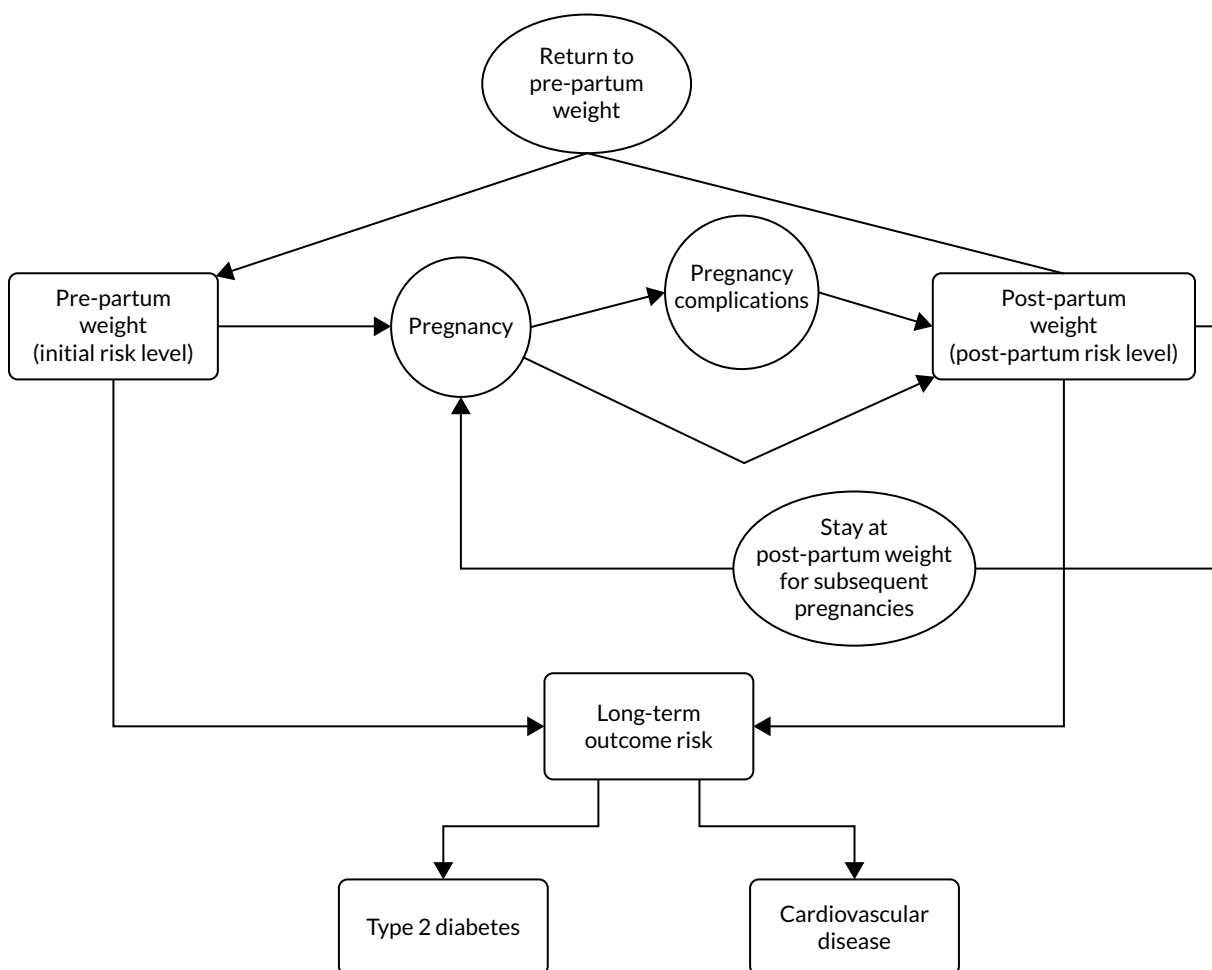 Return to
pre-partum
weight
Pre-partum
weight
(initial risk level)
Pregnancy
Pregnancy
complications
Post-partum
weight
(post-partum risk level)
Stay at
post-partum weight
for subsequent
pregnancies
Long-term
outcome risk
Type 2 diabetes
Cardiovascular
disease